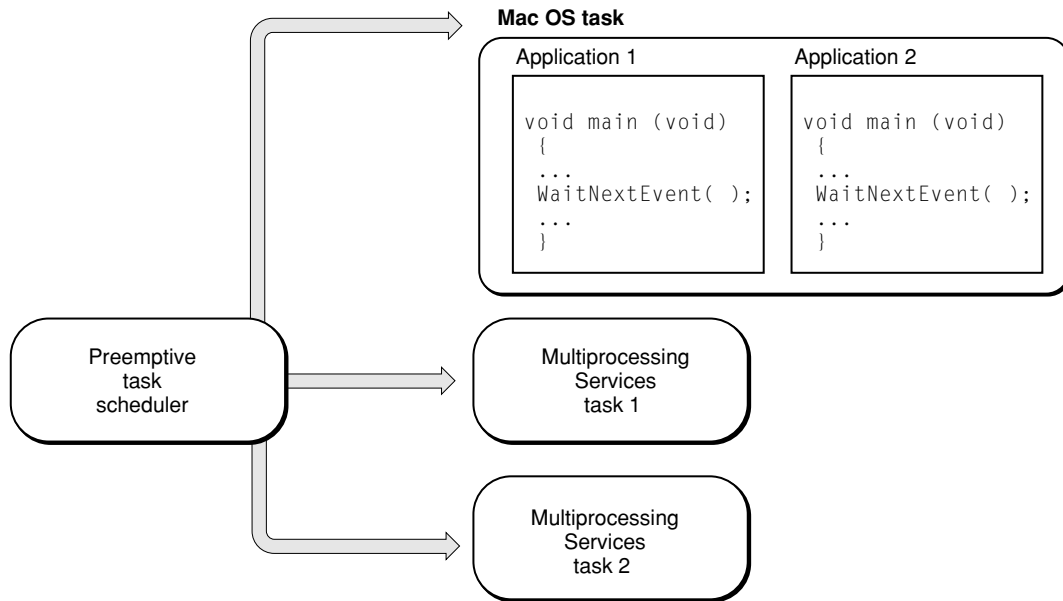 Mac OS task
Application 1
void main (void)
{
...
WaitNextEvent( );
...
}
Application 2
void main (void)
{
...
WaitNextEvent( );
...
}
Preemptive
task
scheduler
Multiprocessing
Services
task 1
Multiprocessing
Services
task 2